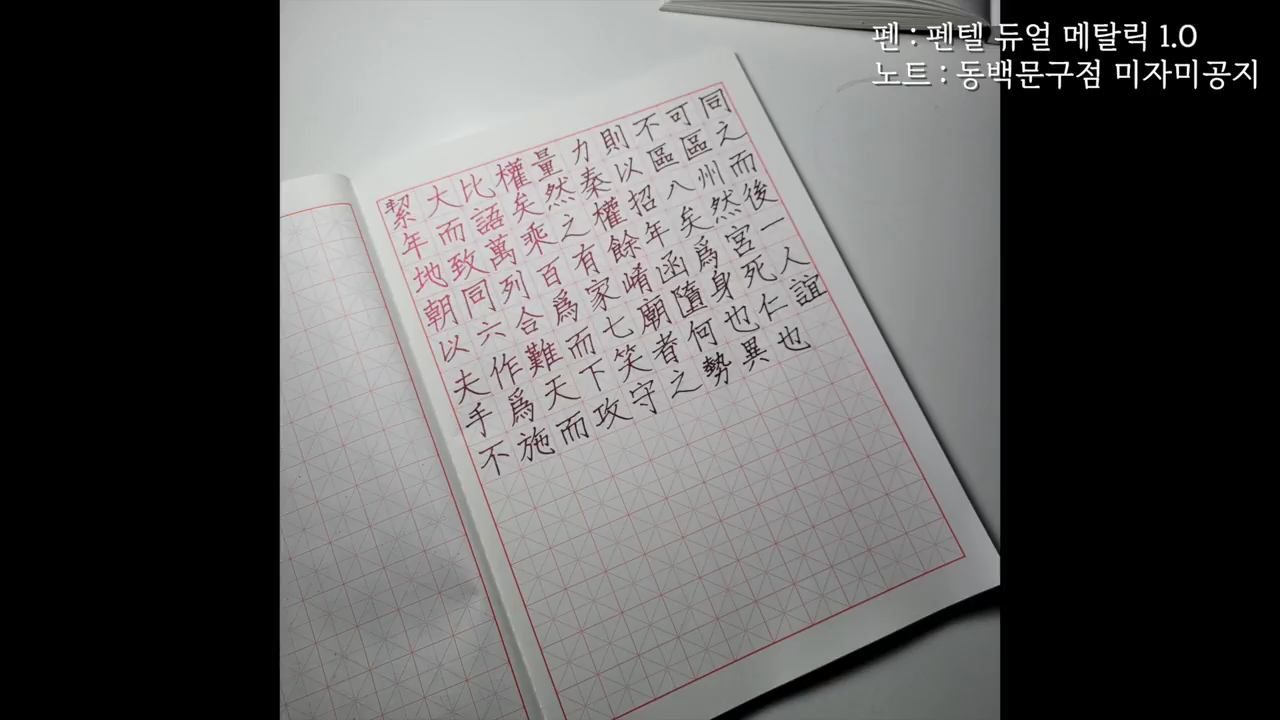 펜 : 펜텔 듀얼 메탈릭 1.0
노트 : 동백문구점 미자미공지
絜大比權量力則不可同
年而語矣然秦以區區之
地致萬乘之權招八州而
朝同列百有餘年矣然後
以六合爲家崤函爲宮一
夫作難而七廟墮身死人
手爲天下笑者何也仁誼
不施而攻守之勢異也